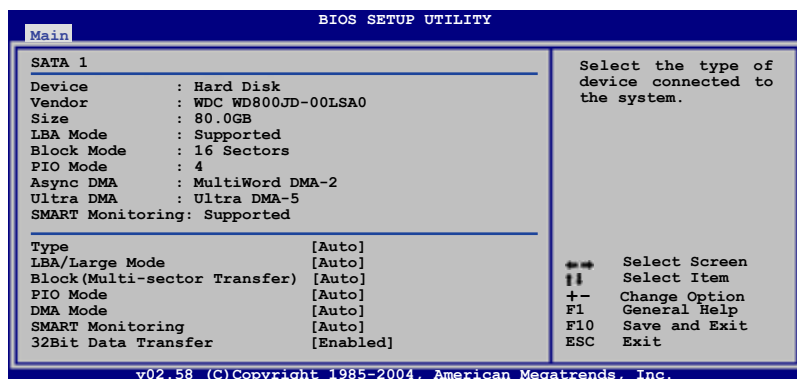 BIOS SETUP UTILITY
Main
SATA 1
Device : Hard Disk
Vendor : WDC WD800JD-00LSA0
Size : 80.0GB
LBA Mode : Supported
Block Mode : 16 Sectors
PIO Mode : 4
Async DMA : MultiWord DMA-2
Ultra DMA : Ultra DMA-5
SMART Monitoring: Supported
Type [Auto]
LBA/Large Mode [Auto]
Block(Multi-sector Transfer) [Auto]
PIO Mode [Auto]
DMA Mode [Auto]
SMART Monitoring [Auto]
32Bit Data Transfer [Enabled]
Select the type of
device connected to
the system.
Select Screen
Select Item
+- Change Option
F1 General Help
F10 Save and Exit
ESC Exit
v02.58 (C)Copyright 1985-2004, American Megatrends, Inc.